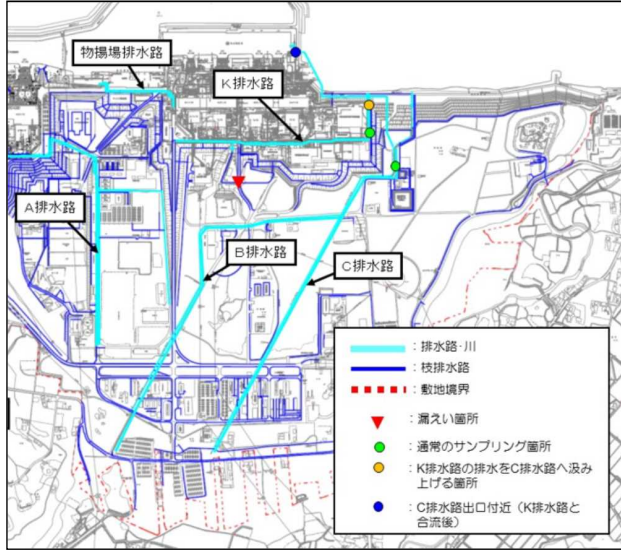 物揚場排水路
K排水路
A排水路
B排水路
C排水路
：排水路・川
：枝排水路
：敷地境界
：漏えい箇所
：通常のサンプリング箇所
：K排水路の排水をC排水路へ汲み
上げる箇所
：C排水路出口付近（K排水路と
合流後）